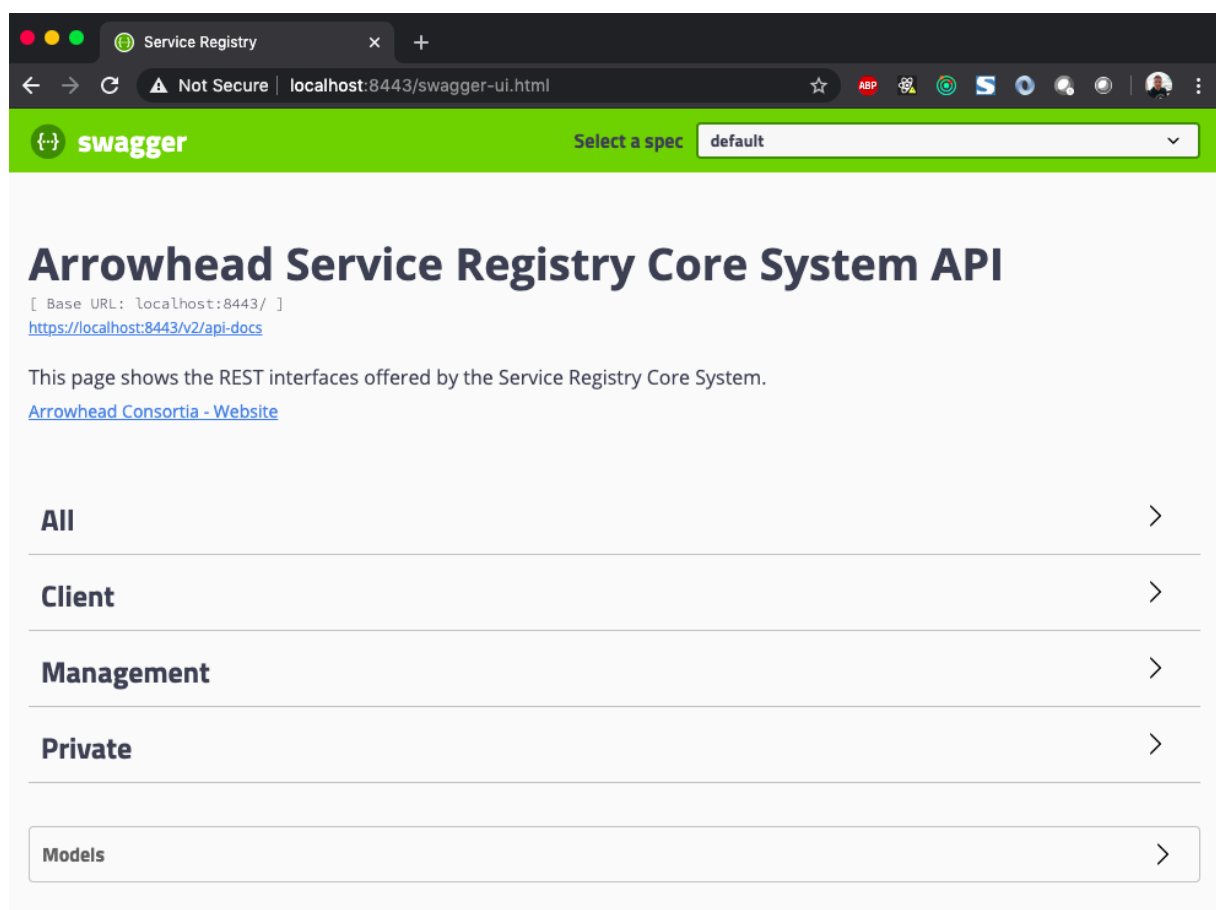 Service Registry
Not Secure | localhost:8443/swagger-ui.html
ABP
S
{···} swagger
Select a spec default
Arrowhead Service Registry Core System API
[ Base URL: localhost:8443/ ]
https://localhost:8443/v2/api-docs
This page shows the REST interfaces offered by the Service Registry Core System.
Arrowhead Consortia - Website
All
Client
Management
Private
Models